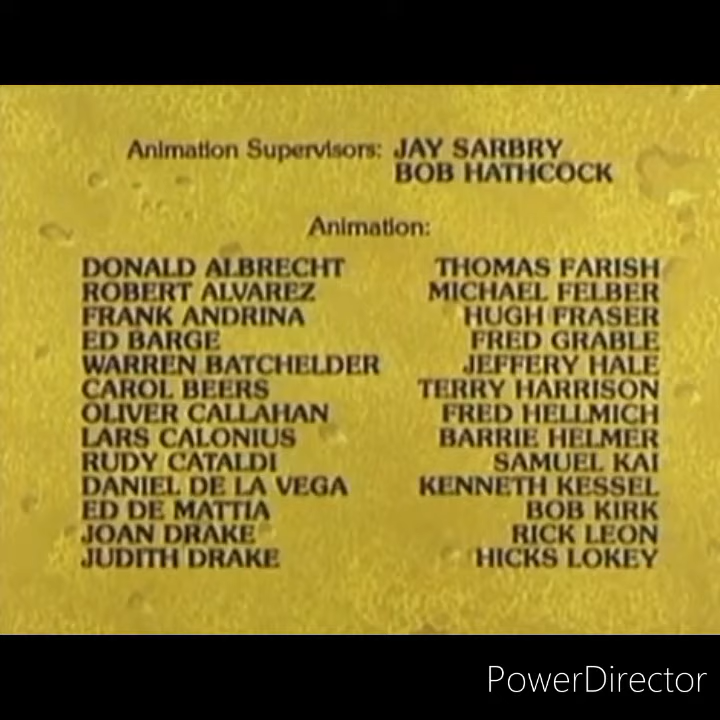 Animation Supervisors: JAY SARBRY
BOB HATHCOCK
Animation:
DONALD ALBRECHT THOMAS FARISH
ROBERT ALVAREZ MICHAEL FELBER
FRANK ANDRINA HUGH FRASER
ED BARGE FRED GRABLE
WARREN BATCHELDER JEFFERY HALE
CAROL BEERS TERRY HARRISON
OLIVER CALLAHAN FRED HELLMICH
LARS CALONIUS BARRIE HELMER
RUDY CATALDI SAMUEL KAI
DANIEL DE LA VEGA KENNETH KESSEL
ED DE MATTIA BOB KIRK
JOAN DRAKE RICK LEON
JUDITH DRAKE HICKS LOKEY
PowerDirector